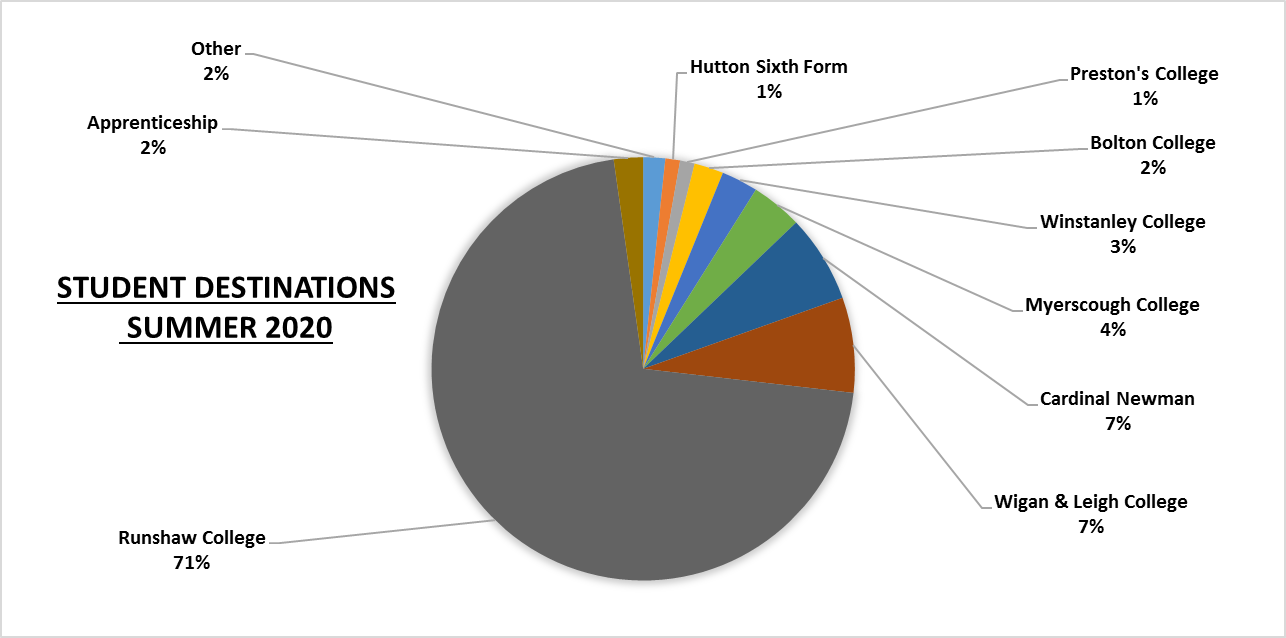 Other
2%
Hutton Sixth Form
1%
Preston's College
1%
Apprenticeship
2%
Bolton College
2%
Winstanley College
3%
STUDENT DESTINATIONS
SUMMER 2020
Myerscough College
4%
Cardinal Newman
7%
Wigan & Leigh College
7%
Runshaw College
71%